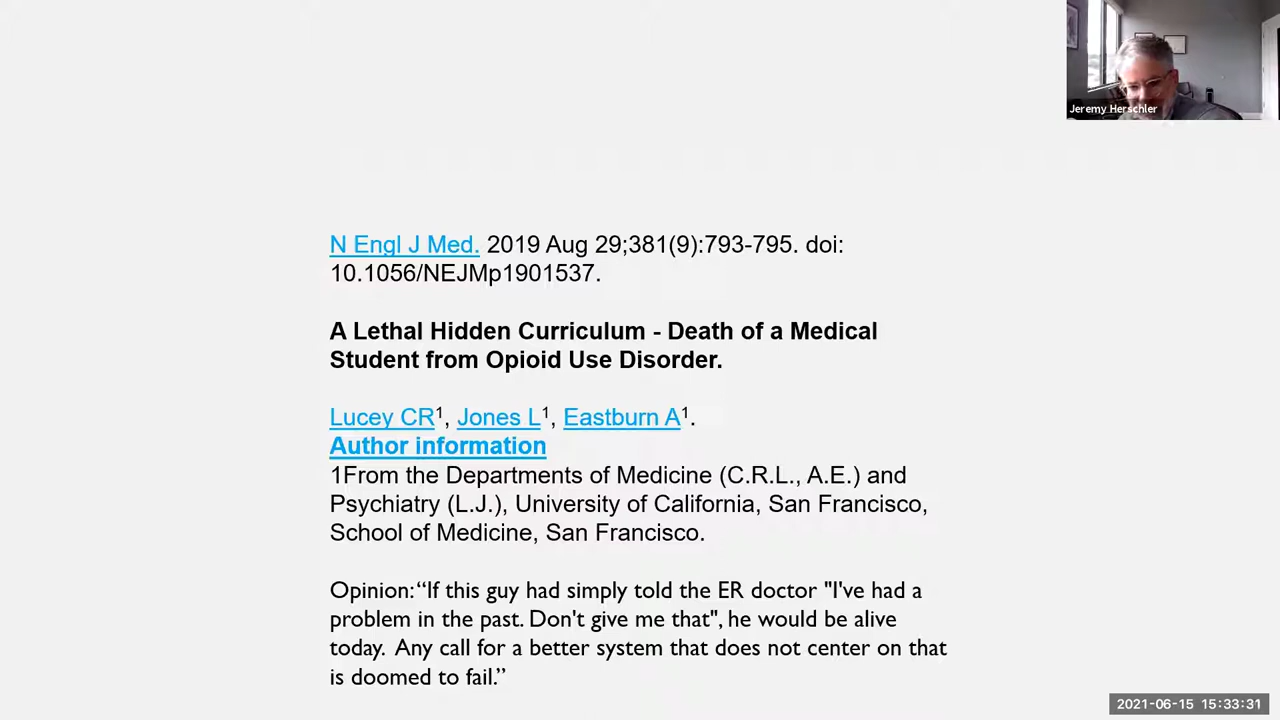 Jeremy Herschler
N Engl J Med. 2019 Aug 29;381(9):793-795. doi:
10.1056/NEJMp1901537.
A Lethal Hidden Curriculum - Death of a Medical
Student from Opioid Use Disorder.
Lucey CR1, Jones L1, Eastburn A1.
Author information
1From the Departments of Medicine (C.R.L., A.E.) and
Psychiatry (L.J.), University of California, San Francisco,
School of Medicine, San Francisco.
Opinion:“If this guy had simply told the ER doctor "I've had a
problem in the past. Don't give me that", he would be alive
today. Any call for a better system that does not center on that
is doomed to fail.”
2021-06-15 15:33:31